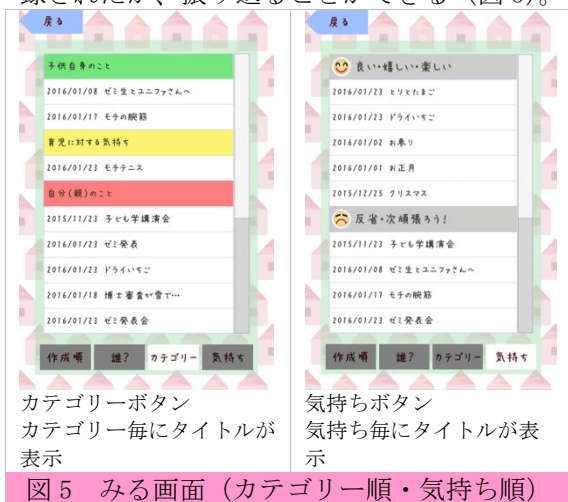 録されたか、振り返ることができる（図5）。
戻る
子供自身のこと
2016/01/08 ゼミ生とユニファさんへ
2016/01/17 モチの腕筋
育児に対する気持ち
2016/01/23 モチテニス
自分(親)のこと
2015/11/23 子ども学講演会
2016/01/23 ゼミ発表
2016/01/23 ドライいちご
2016/01/18 博士審査が雪で…
2016/01/23 ゼミ発表会
作成順 誰? カテゴリー 気持ち
カテゴリーボタン
カテゴリー毎にタイトルが
表示
戻る
良い・嬉しい・楽しい
2016/01/23 とりとたまご
2016/01/23 ドライいちご
2016/01/02 お参り
2016/01/01 お正月
2015/12/25 クリスマス
反省・次頑張ろう!
2015/11/23 子ども学講演会
2016/01/08 ゼミ生とユニファさんへ
2016/01/17 モチの腕筋
2016/01/23 ゼミ発表会
作成順 誰? カテゴリー 気持ち
気持ちボタン
気持ち毎にタイトルが表
示
図5 みる画面（カテゴリー順・気持ち順）